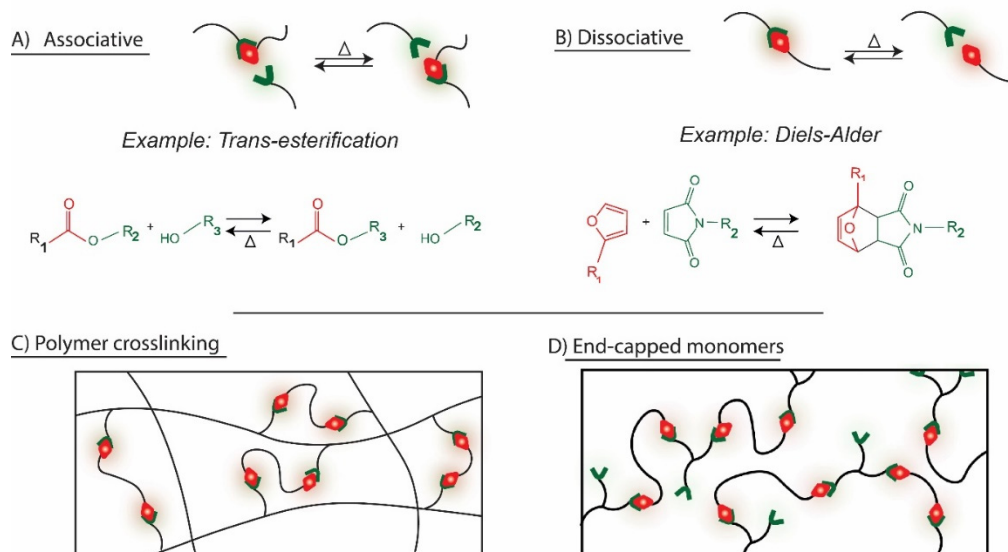 A) Associative
Δ
B) Dissociative
Δ
Example: Trans-esterification
Example: Diels-Alder
O
R1
O
R2
+
HO
R3
Δ
O
R1
O
R3
+
HO
R2
O
R1
+
O
N
R2
O
Δ
R1
O
O
N
R2
O
C) Polymer crosslinking
D) End-capped monomers